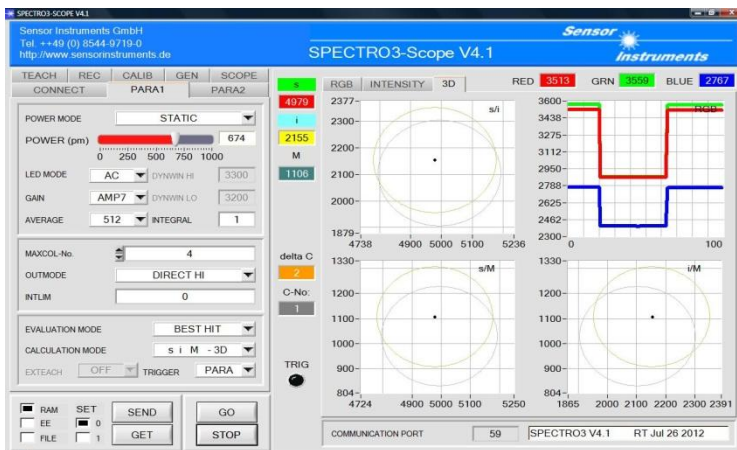 SPECTRO3-SCOPE V4.1
Sensor Instruments GmbH
Tel. ++49 (0) 8544-9719-0
http://www.sensorinstruments.de
SPECTRO3-Scope V4.1
Sensor
Instruments
TEACH REC CALIB GEN SCOPE
CONNECT PARA1 PARA2
POWER MODE STATIC
POWER (pm) 674
0 250 500 750 1000
LED MODE AC DYNWIN HI 3300
GAIN AMP7 DYNWIN LO 3200
AVERAGE 512 INTEGRAL 1
MAXCOL-No. 4
OUTMODE DIRECT HI
INTLIM 0
EVALUATION MODE BEST HIT
CALCULATION MODE s i M - 3D
EXTEACH OFF TRIGGER PARA
RAM SET SEND GO
EE 0
FILE 1 GET STOP
s
4979
i
2155
M
1106
delta C
2
C-No:
1
TRIG
RGB INTENSITY 3D RED 3513 GRN 3559 BLUE 2767
2377
2300
2200
2100
2000
1879
4738 4900 5000 5100 5236
s/i
3600
3438
3275
3112
2950
2788
2625
2462
2300
0 100
RGB
1330
1200
1100
1000
900
804
4724 4900 5000 5100 5250
s/M
1330
1200
1100
1000
900
804
1865 2000 2100 2200 2300 2391
i/M
COMMUNICATION PORT 59 SPECTRO3 V4.1 RT Jul 26 2012